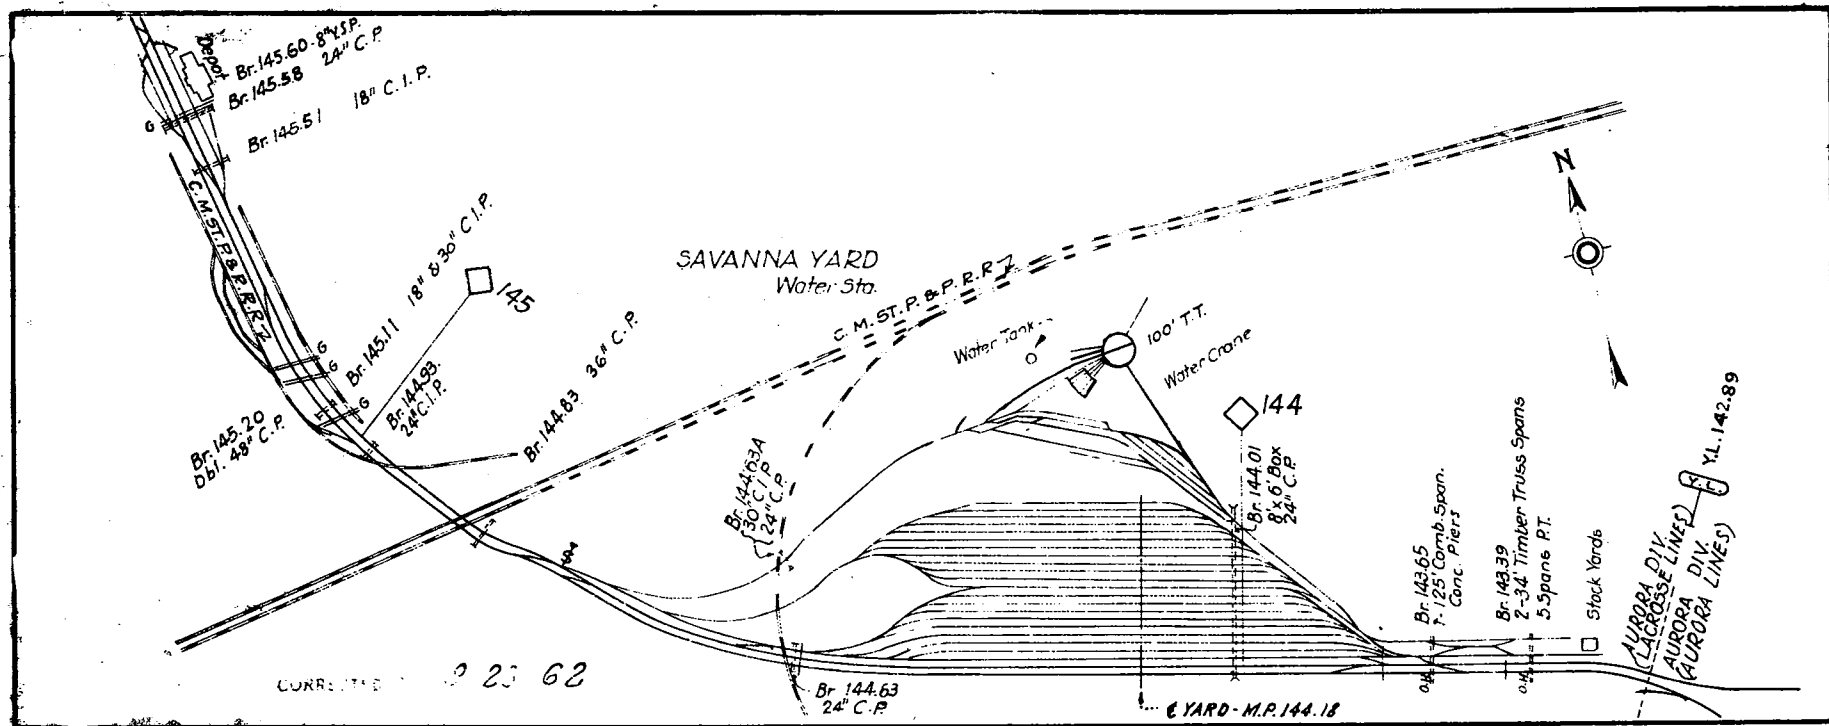 Depot
Br. 145.60-8" V.S.P.
Br. 145.58 24" C.P.
Br. 145.51 18" C.I.P.
G
C. M. ST. P. & P. R. R.
Br. 145.11 18" & 30" C.I.P.
145
G
G
G
Br. 144.93.
24" C.I.P.
Br. 145.20
Dbl. 48" C.P.
Br. 144.83 36" C.P.
SAVANNA YARD
Water Sta.
C. M. ST. P. & P. R. R.
N
Water Tank
100' T.T.
Water Crane
144
Br. 144.01
8'x6' Box
24" C.P.
Br. 144.63A
30" C.I.P.
24" C.P.
Br. 143.65
1-125' Comb. Span.
Conc. Piers
Br. 143.39
2-34' Timber Truss Spans
5 Spans P.T.
Stock Yards
Y.L. 142.89
AURORA DIV.
(LACROSSE LINES)
AURORA DIV.
(AURORA LINES)
O.H.
O.H.
Br. 144.63
24" C.P.
℄ YARD - M.P. 144.18
CORRECTED
62